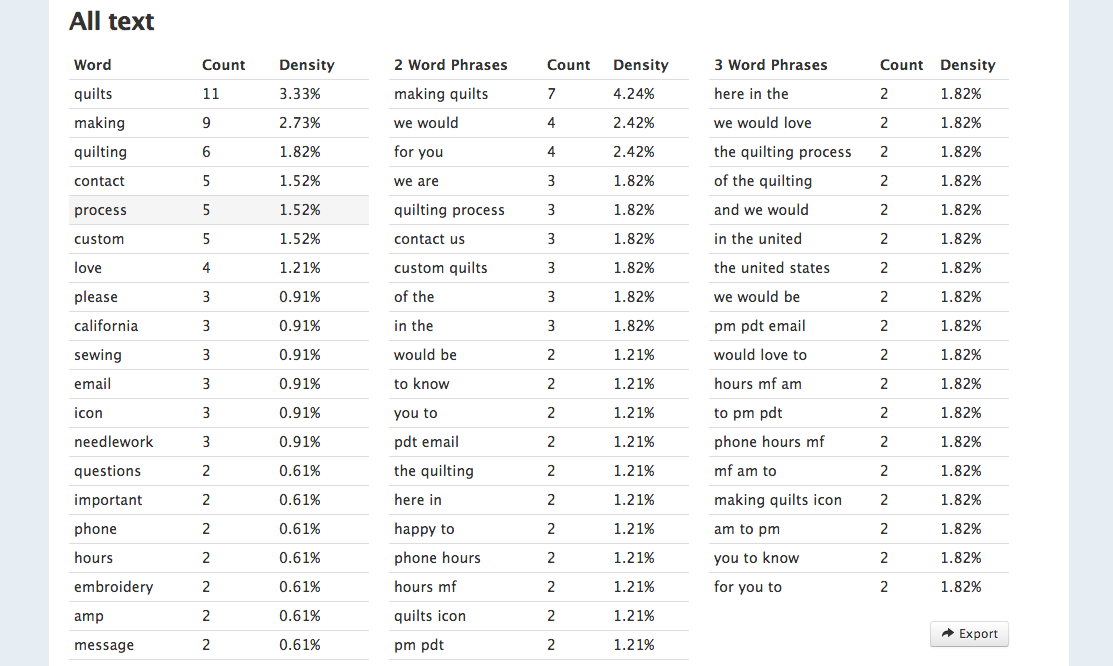 All text
Word Count Density 2 Word Phrases Count Density 3 Word Phrases Count Density
quilts 11 3.33% making quilts 7 4.24% here in the 2 1.82%
making 9 2.73% we would 4 2.42% we would love 2 1.82%
quilting 6 1.82% for you 4 2.42% the quilting process 2 1.82%
contact 5 1.52% we are 3 1.82% of the quilting 2 1.82%
process 5 1.52% quilting process 3 1.82% and we would 2 1.82%
custom 5 1.52% contact us 3 1.82% in the united 2 1.82%
love 4 1.21% custom quilts 3 1.82% the united states 2 1.82%
please 3 0.91% of the 3 1.82% we would be 2 1.82%
california 3 0.91% in the 3 1.82% pm pdt email 2 1.82%
sewing 3 0.91% would be 2 1.21% would love to 2 1.82%
email 3 0.91% to know 2 1.21% hours mf am 2 1.82%
icon 3 0.91% you to 2 1.21% to pm pdt 2 1.82%
needlework 3 0.91% pdt email 2 1.21% phone hours mf 2 1.82%
questions 2 0.61% the quilting 2 1.21% mf am to 2 1.82%
important 2 0.61% here in 2 1.21% making quilts icon 2 1.82%
phone 2 0.61% happy to 2 1.21% am to pm 2 1.82%
hours 2 0.61% phone hours 2 1.21% you to know 2 1.82%
embroidery 2 0.61% hours mf 2 1.21% for you to 2 1.82%
amp 2 0.61% quilts icon 2 1.21%
Export
message 2 0.61% pm pdt 2 1.21%